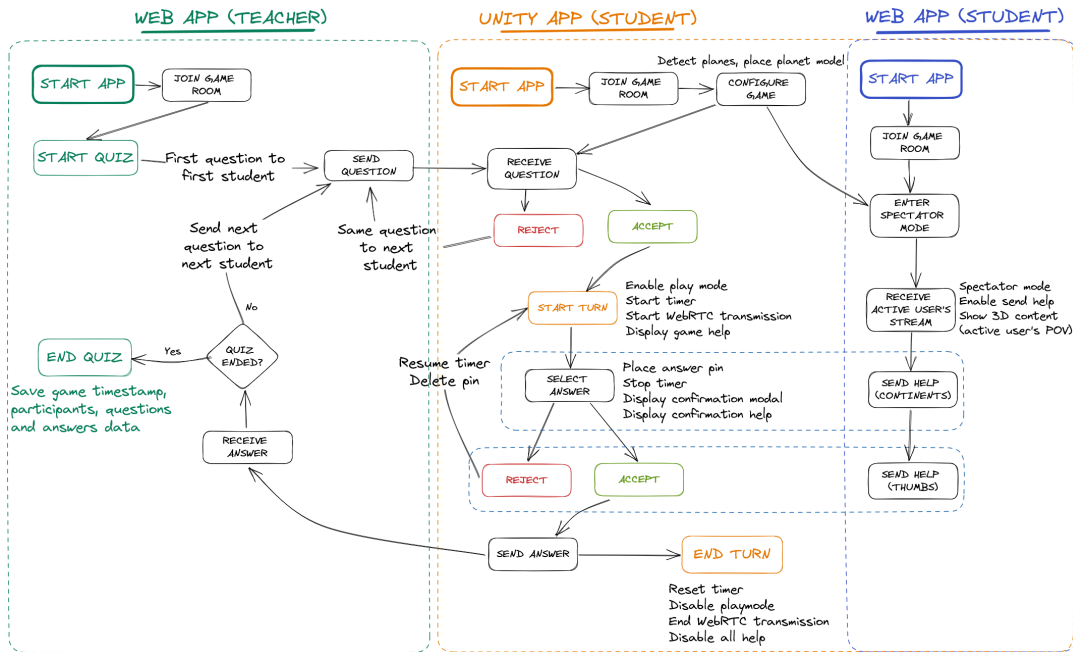 WEB APP (TEACHER)
UNITY APP (STUDENT)
WEB APP (STUDENT)
START APP
JOIN GAME
ROOM
START QUIZ
First question to
first student
SEND
QUESTION
Send next
question to
next student
Same question
to next
student
No
QUIZ
ENDED?
Yes
END QUIZ
Save game timestamp,
participants, questions
and answers data
RECEIVE
ANSWER
START APP
JOIN GAME
ROOM
Detect planes, place planet model
CONFIGURE
GAME
RECEIVE
QUESTION
REJECT
ACCEPT
START TURN
Enable play mode
Start timer
Start WebRTC transmission
Display game help
Resume timer
Delete pin
SELECT
ANSWER
Place answer pin
Stop timer
Display confirmation modal
Display confirmation help
REJECT
ACCEPT
SEND ANSWER
END TURN
Reset timer
Disable playmode
End WebRTC transmission
Disable all help
START APP
JOIN GAME
ROOM
ENTER
SPECTATOR
MODE
RECEIVE
ACTIVE USER'S
STREAM
Spectator mode
Enable send help
Show 3D content
(active user's POV)
SEND HELP
(CONTINENTS)
SEND HELP
(THUMBS)